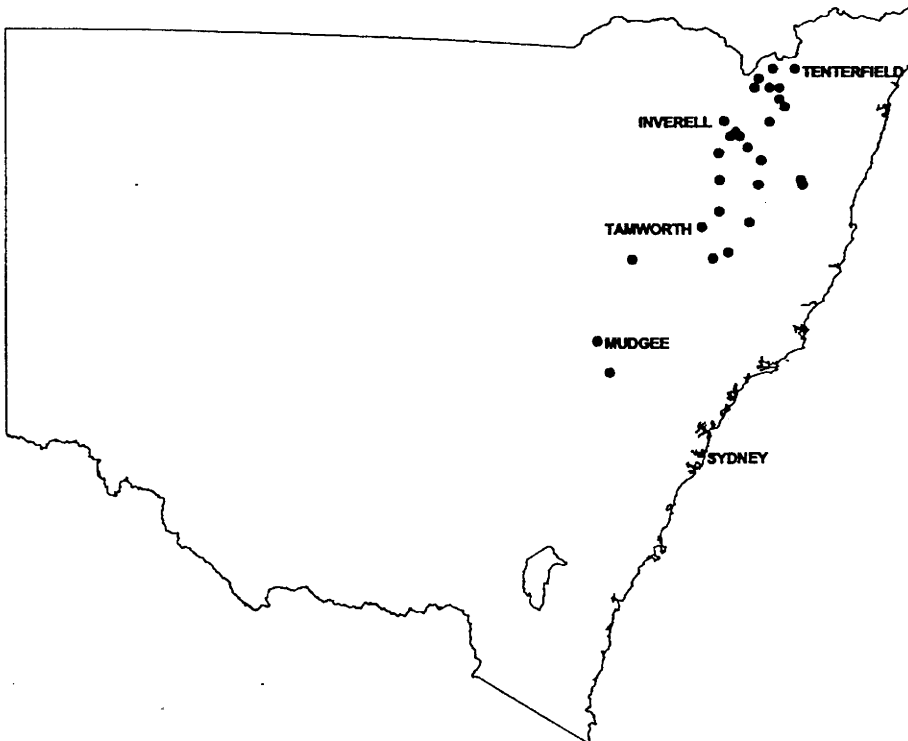 TENTERFIELD
INVERELL
TAMWORTH
MUDGEE
SYDNEY